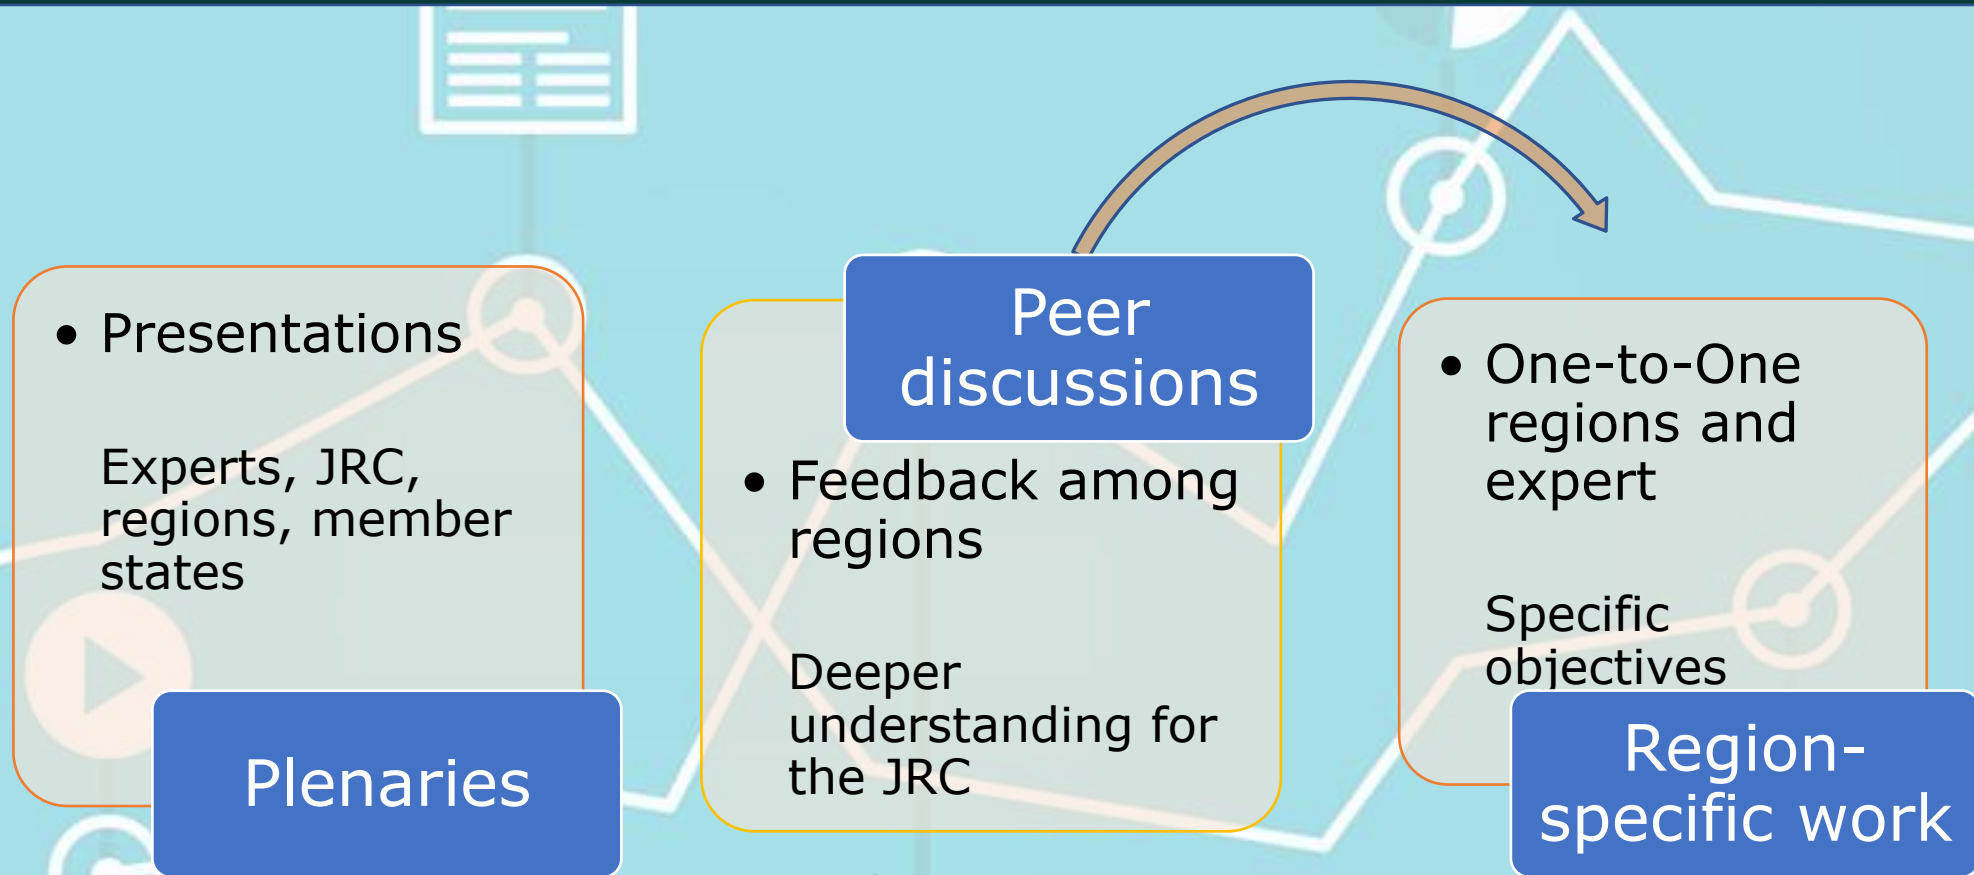 • Presentations
Experts, JRC,
regions, member
states
Plenaries
Peer
discussions
• Feedback among
regions
Deeper
understanding for
the JRC
• One-to-One
regions and
expert
Specific
objectives
Region-
specific work